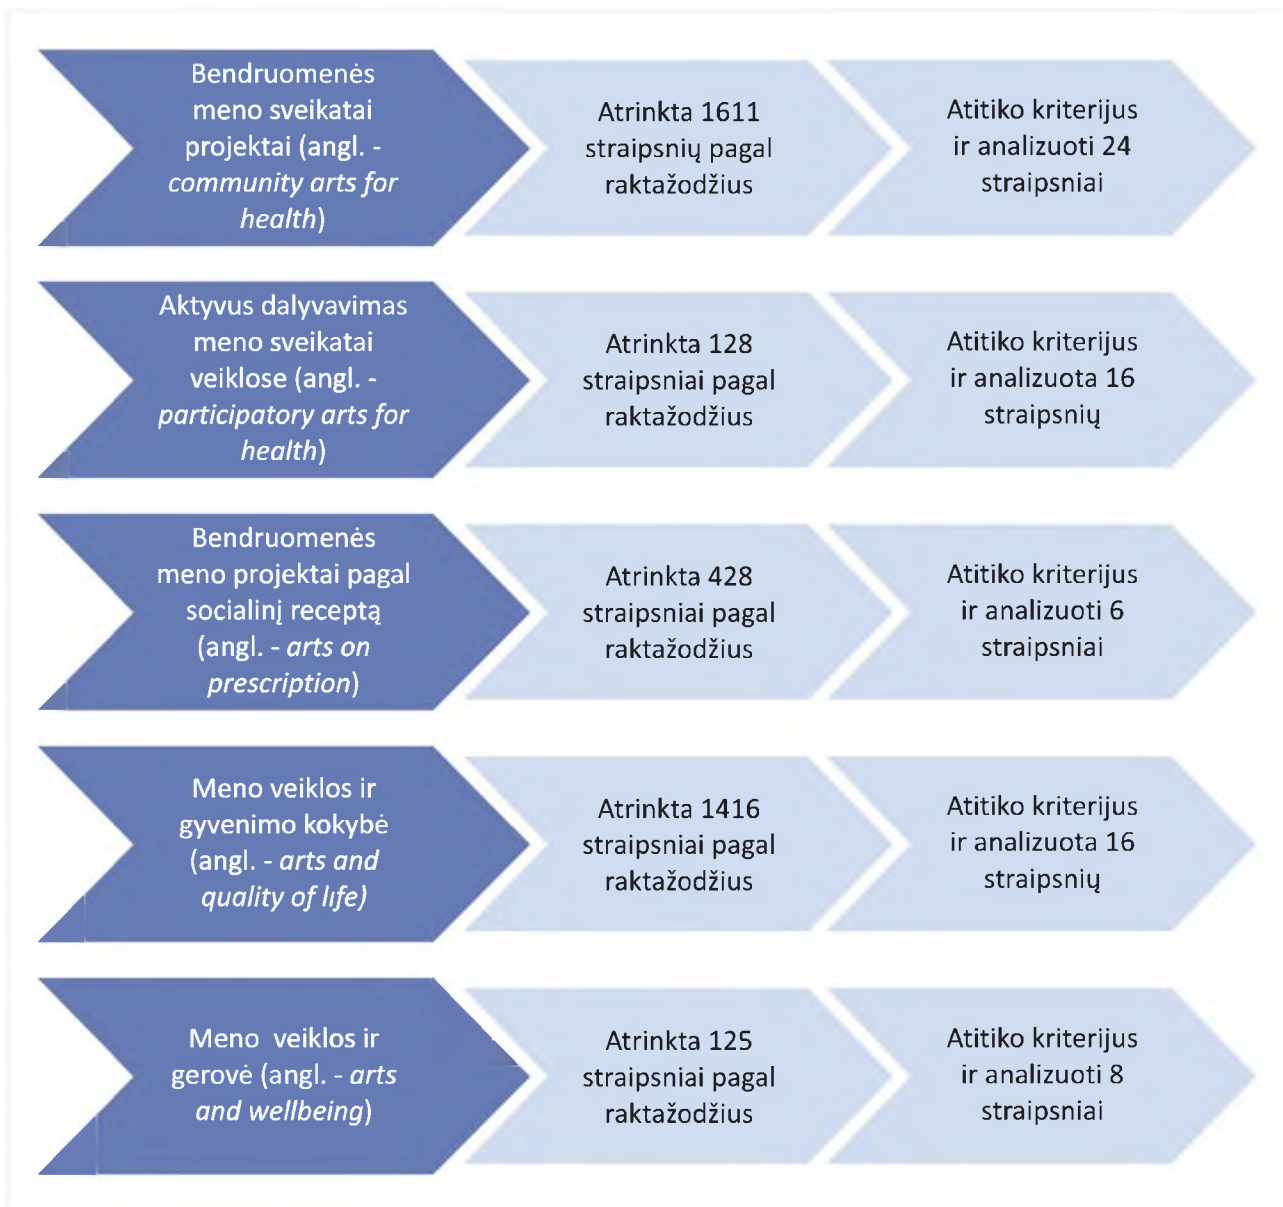 Bendruomenės
meno sveikatai
projektai (angl. -
community arts for
health)
Atrinkta 1611
straipsnių pagal
raktažodžius
Atitiko kriterijus
ir analizuoti 24
straipsniai
Aktyvus dalyvavimas
meno sveikatai
veiklose (angl. -
participatory arts for
health)
Atrinkta 128
straipsniai pagal
raktažodžius
Atitiko kriterijus
ir analizuota 16
straipsnių
Bendruomenės
meno projektai pagal
socialinį receptą
(angl. - arts on
prescription)
Atrinkta 428
straipsniai pagal
raktažodžius
Atitiko kriterijus
ir analizuoti 6
straipsniai
Meno veiklos ir
gyvenimo kokybė
(angl. - arts and
quality of life)
Atrinkta 1416
straipsniai pagal
raktažodžius
Atitiko kriterijus
ir analizuota 16
straipsnių
Meno veiklos ir
gerovė (angl. - arts
and wellbeing)
Atrinkta 125
straipsniai pagal
raktažodžius
Atitiko kriterijus
ir analizuoti 8
straipsniai